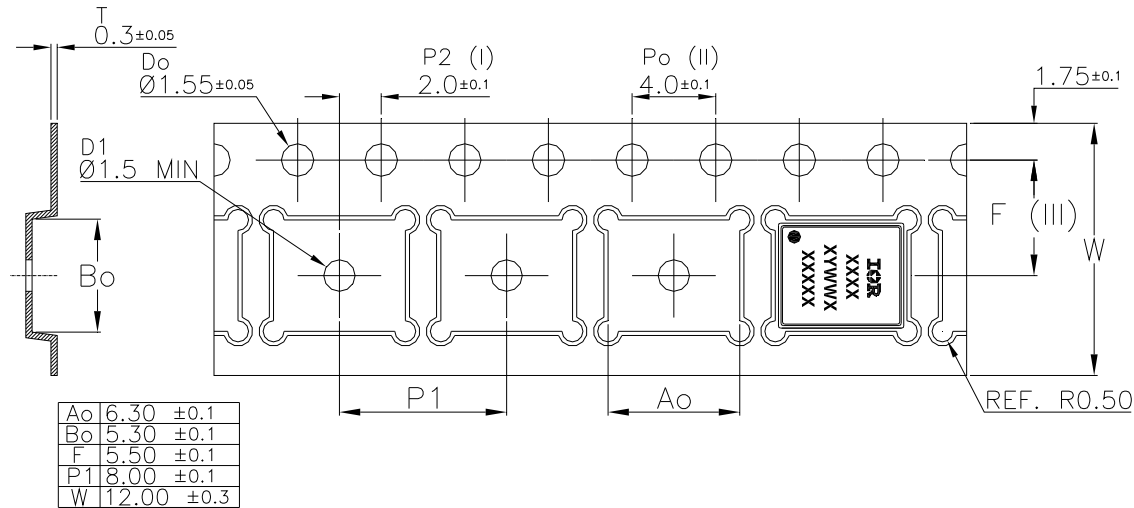 T
0.3±0.05
Do
Ø1.55±0.05
P2 (I)
2.0±0.1
Po (II)
4.0±0.1
1.75±0.1
D1
Ø1.5 MIN
F (III)
W
Bo
IOR
XXXX
XYWWX
XXXXX
P1
Ao
REF. R0.50
Ao 6.30 ±0.1
Bo 5.30 ±0.1
F 5.50 ±0.1
P1 8.00 ±0.1
W 12.00 ±0.3